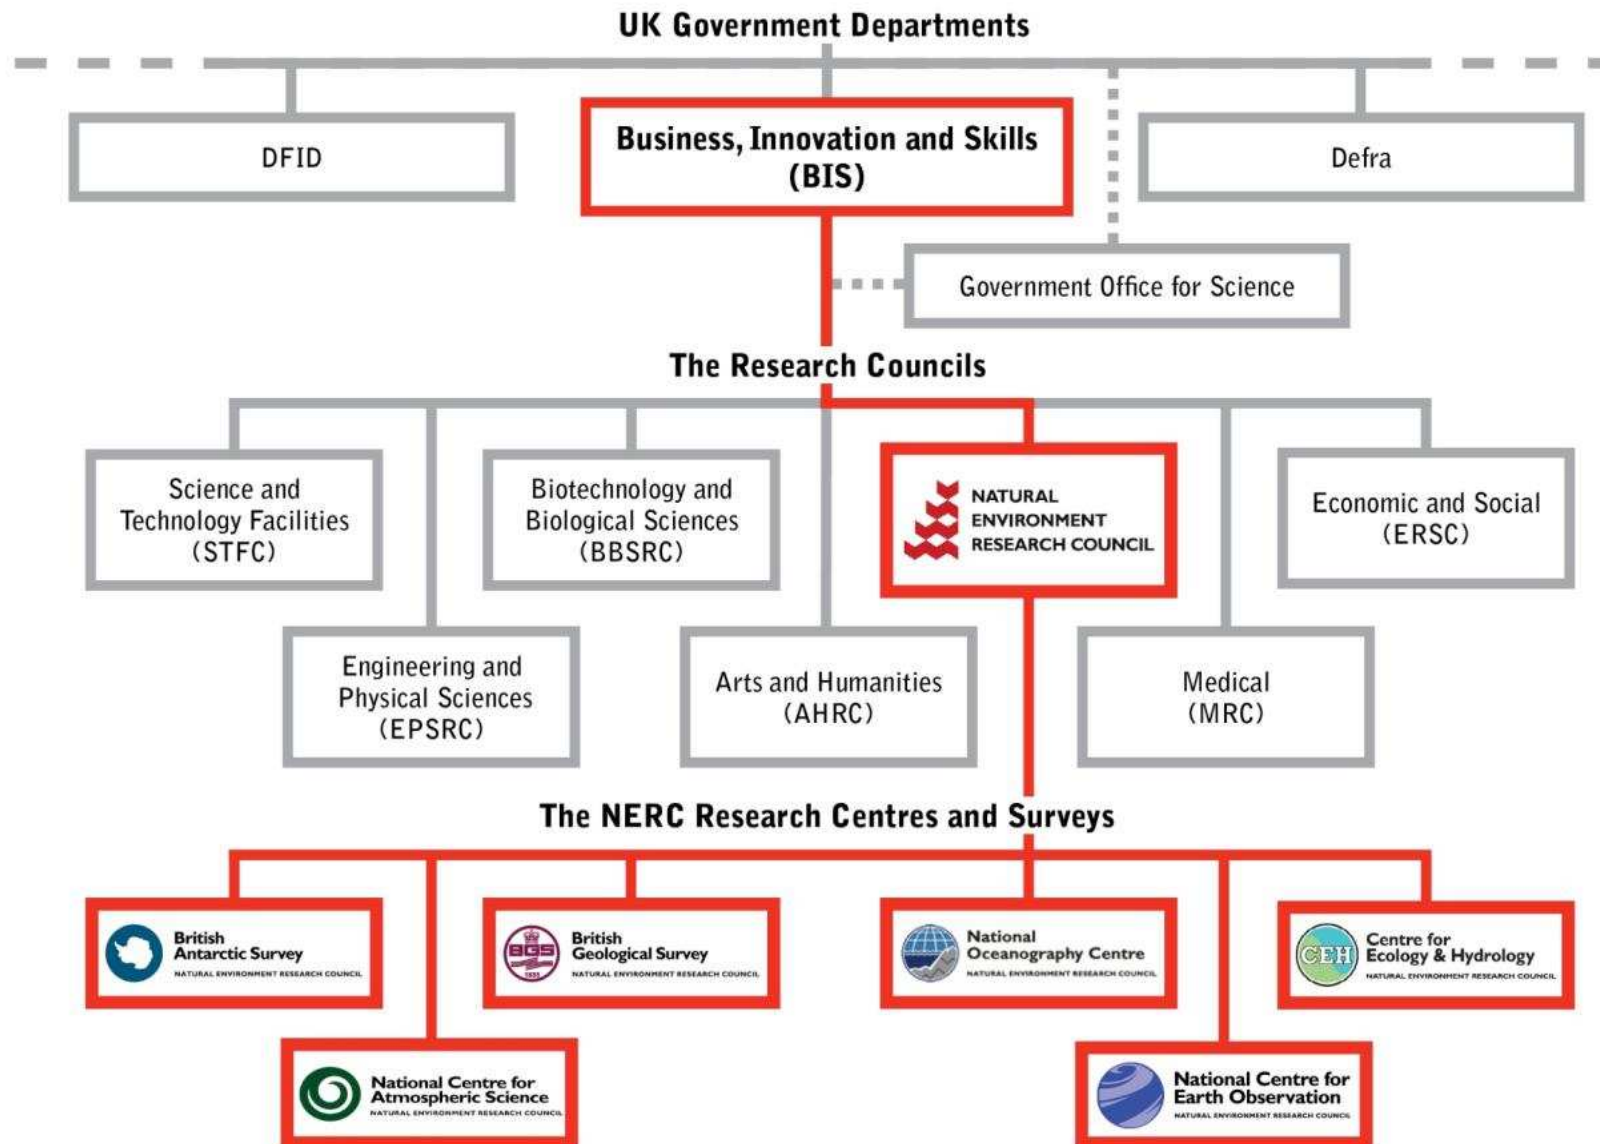 UK Government Departments
DFID
Business, Innovation and Skills
(BIS)
Defra
Government Office for Science
The Research Councils
Science and
Technology Facilities
(STFC)
Biotechnology and
Biological Sciences
(BBSRC)
NATURAL
ENVIRONMENT
RESEARCH COUNCIL
Economic and Social
(ERSC)
Engineering and
Physical Sciences
(EPSRC)
Arts and Humanities
(AHRC)
Medical
(MRC)
The NERC Research Centres and Surveys
British
Antarctic Survey
NATURAL ENVIRONMENT RESEARCH COUNCIL
BGS
1835
British
Geological Survey
NATURAL ENVIRONMENT RESEARCH COUNCIL
National
Oceanography Centre
NATURAL ENVIRONMENT RESEARCH COUNCIL
CEH
Centre for
Ecology & Hydrology
NATURAL ENVIRONMENT RESEARCH COUNCIL
National Centre for
Atmospheric Science
NATURAL ENVIRONMENT RESEARCH COUNCIL
National Centre for
Earth Observation
NATURAL ENVIRONMENT RESEARCH COUNCIL